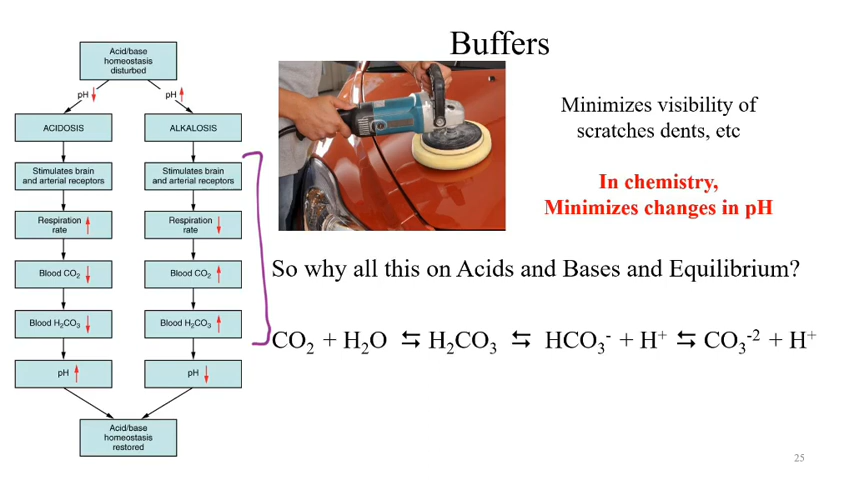 Buffers
Acid/base
homeostasis
disturbed
pH ↓
pH ↑
ACIDOSIS
ALKALOSIS
Stimulates brain
and arterial receptors
Stimulates brain
and arterial receptors
Respiration
rate ↑
Respiration
rate ↓
Blood CO₂ ↓
Blood CO₂ ↑
Blood H₂CO₃ ↓
Blood H₂CO₃ ↑
pH ↑
pH ↓
Acid/base
homeostasis
restored
Minimizes visibility of
scratches dents, etc
In chemistry,
Minimizes changes in pH
So why all this on Acids and Bases and Equilibrium?
CO₂ + H₂O ⇆ H₂CO₃ ⇆ HCO₃⁻ + H⁺ ⇆ CO₃⁻² + H⁺
25